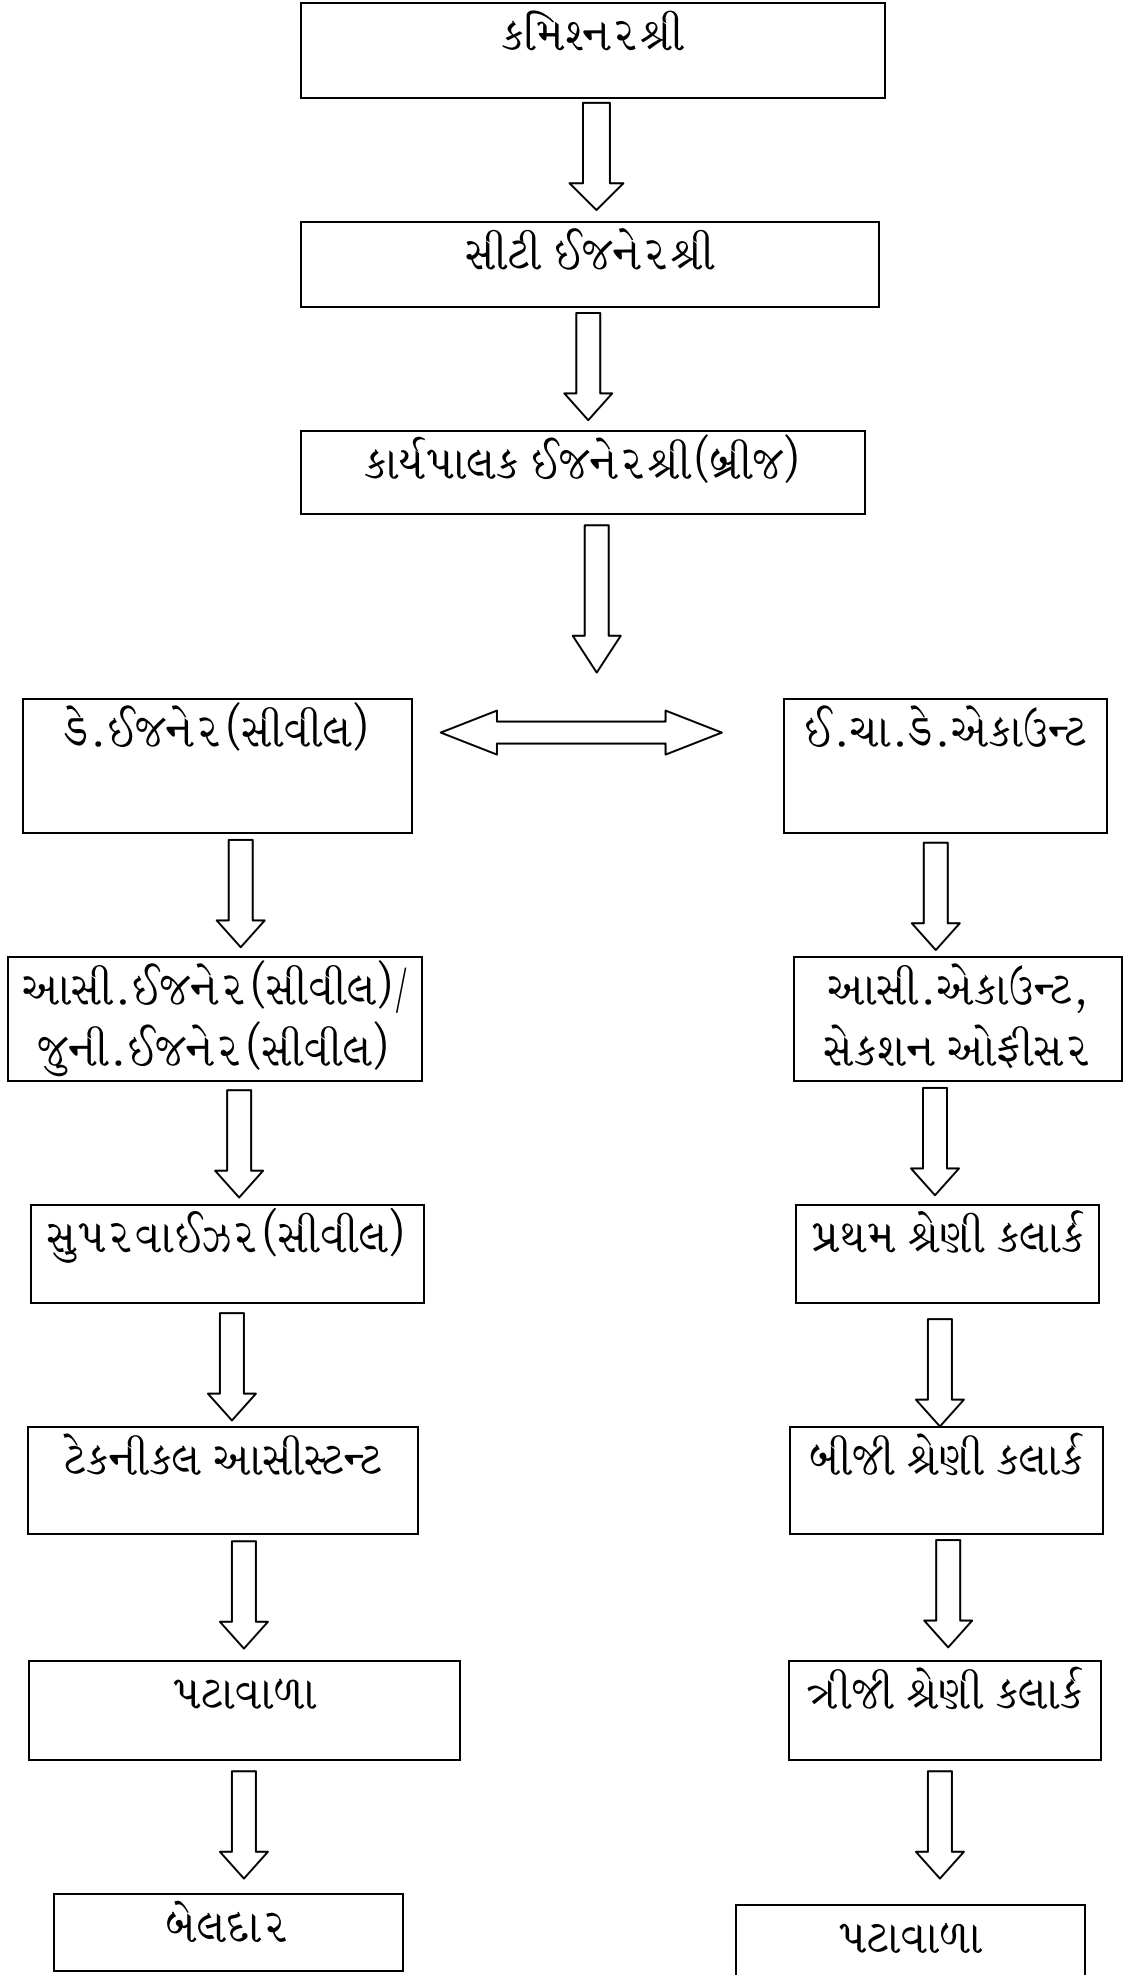 કમિશ્નરશ્રી
સીટી ઈજનેરશ્રી
કાર્યપાલક ઈજનેરશ્રી(બ્રીજ)
ડે.ઈજનેર(સીવીલ)
ઈ.ચા.ડે.એકાઉન્ટ
આસી.ઈજનેર(સીવીલ)/
જુની.ઈજનેર(સીવીલ)
આસી.એકાઉન્ટ,
સેકશન ઓફીસર
સુપરવાઈઝર(સીવીલ)
પ્રથમ શ્રેણી કલાર્ક
ટેકનીકલ આસીસ્ટન્ટ
બીજી શ્રેણી કલાર્ક
પટાવાળા
ત્રીજી શ્રેણી કલાર્ક
બેલદાર
પટાવાળા